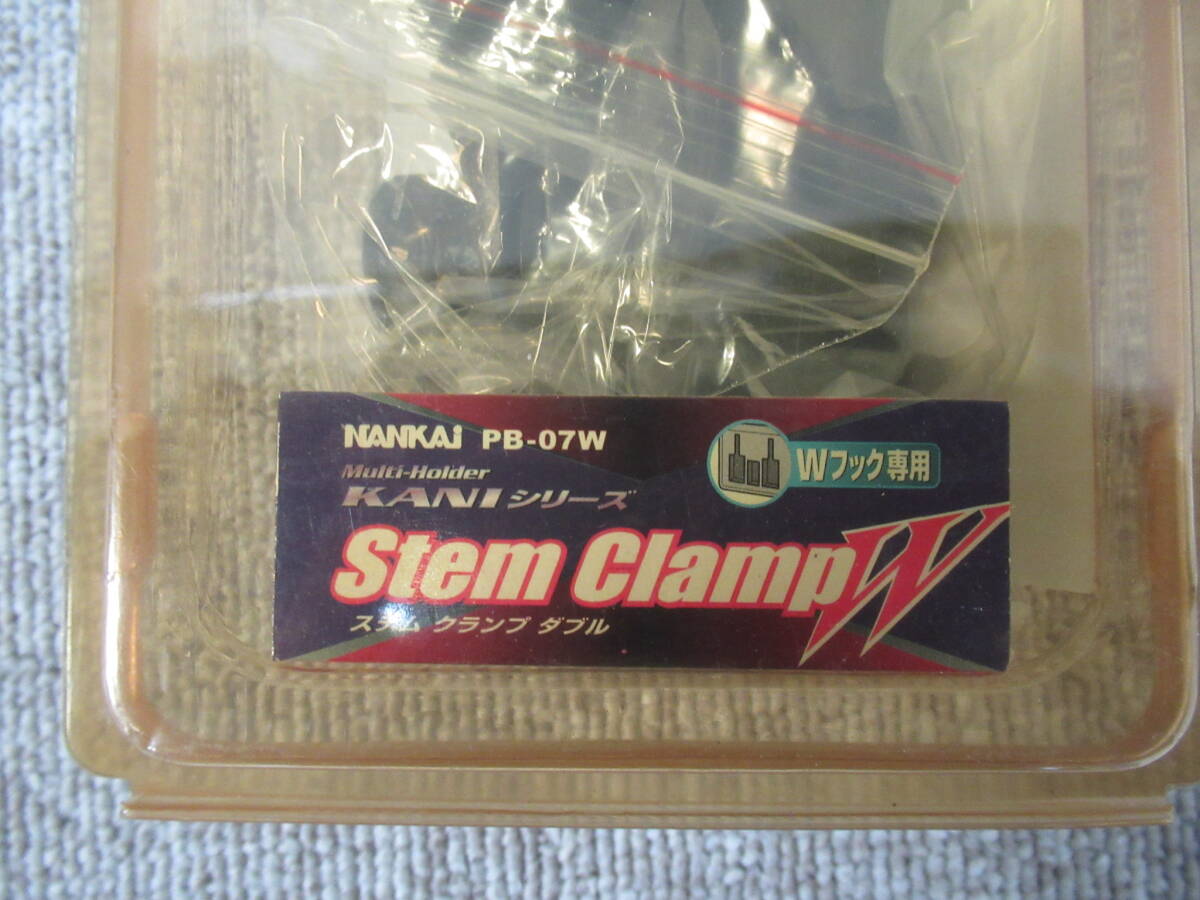 NANKAI PB-07W
Multi-Holder
KANIシリーズ
Wフック専用
Stem Clamp W
ステム クランプ ダブル